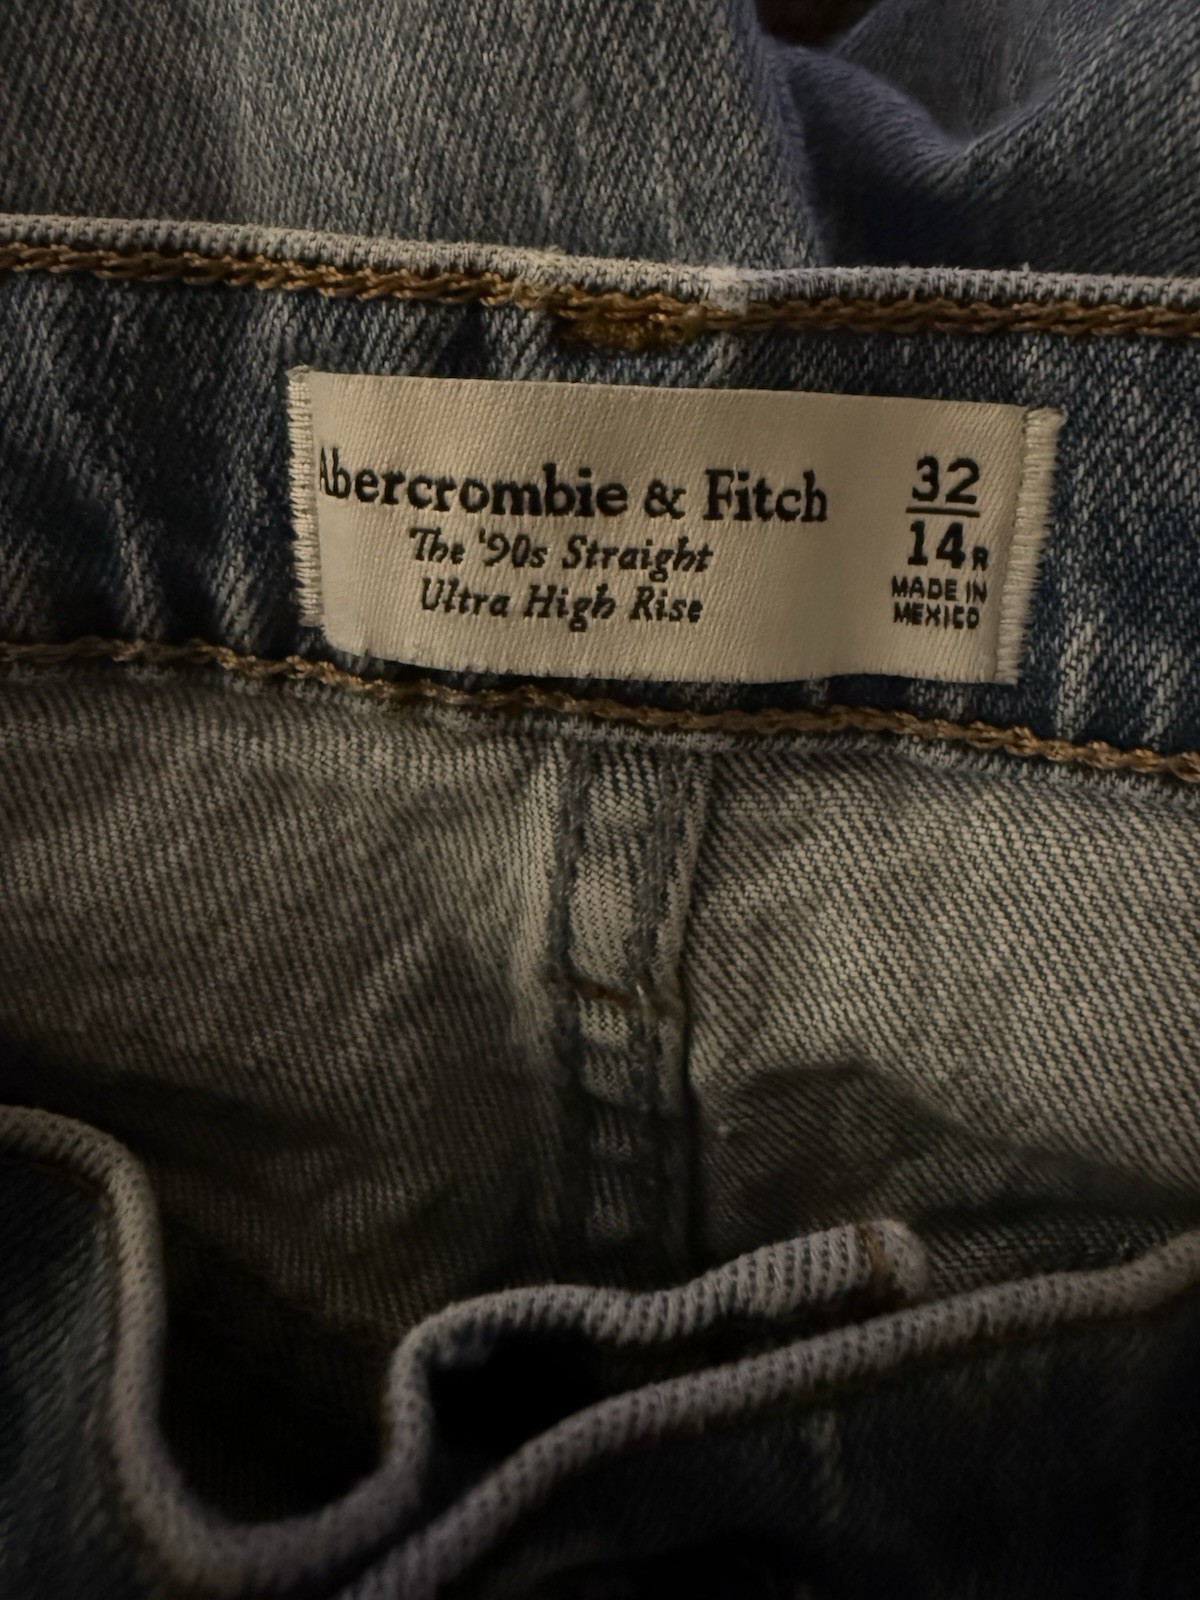 Abercrombie & Fitch
The '90s Straight
Ultra High Rise
32
14R
MADE IN
MEXICO